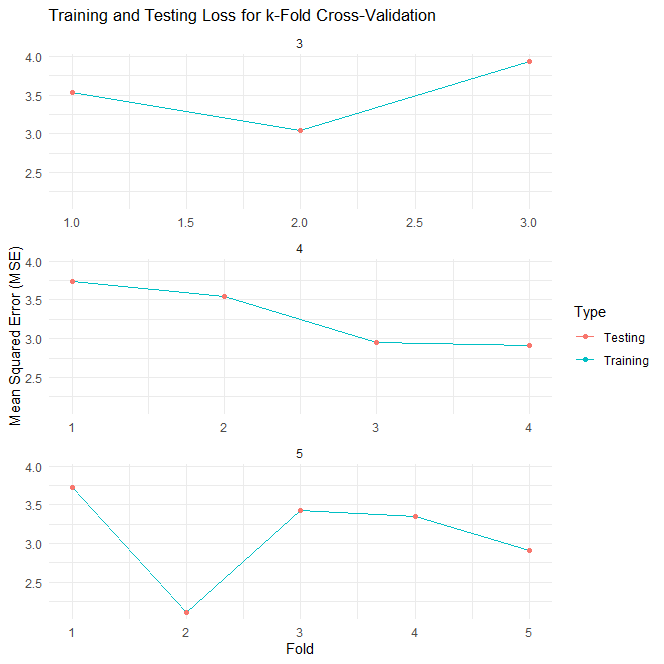 Training and Testing Loss for k-Fold Cross-Validation
3
4.0
3.5
3.0
2.5
1.0 1.5 2.0 2.5 3.0
4
4.0
3.5
3.0
2.5
1 2 3 4
5
4.0
3.5
3.0
2.5
1 2 3 4 5
Fold
Mean Squared Error (MSE)
Type
Testing
Training